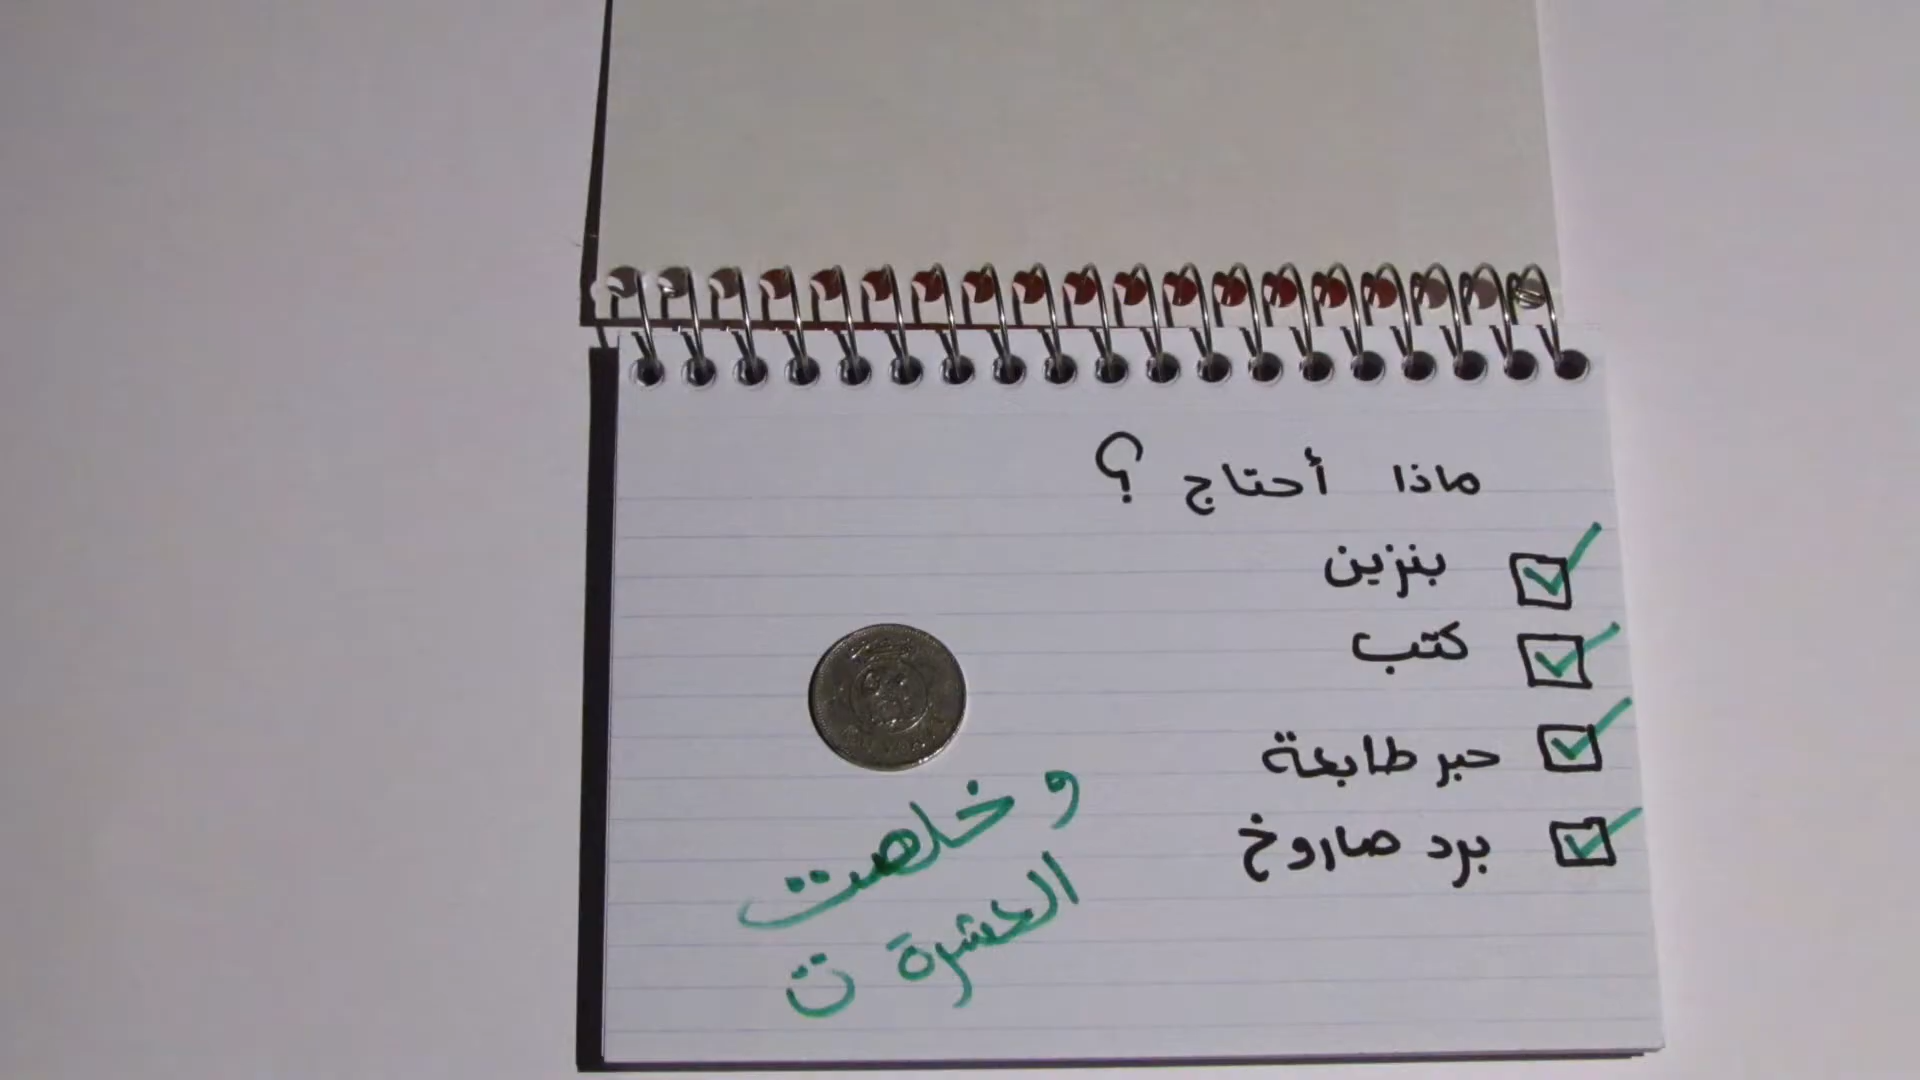 ماذا أحتاج ؟
بنزين
كتب
حبر طابعة
برد صاروخ
و خلصت
العشرة ت